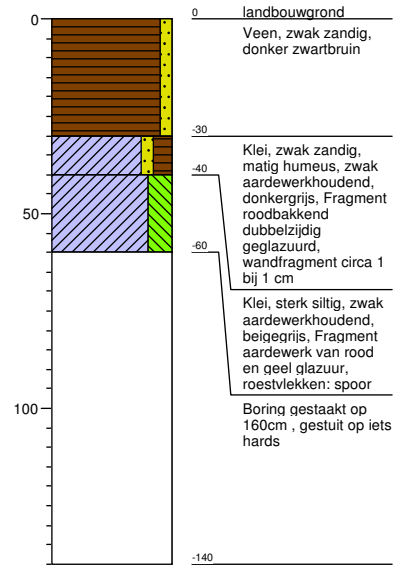 0
50
100
0
landbouwgrond
Veen, zwak zandig,
donker zwartbruin
-30
Klei, zwak zandig,
matig humeus, zwak
aardewerkhoudend,
donkergrijs, Fragment
roodbakkend
dubbelzijdig
geglazuurd,
wandfragment circa 1
bij 1 cm
-40
Klei, sterk siltig, zwak
aardewerkhoudend,
beigegrijs, Fragment
aardewerk van rood
en geel glazuur,
roestvlekken: spoor
-60
Boring gestaakt op
160cm , gestuit op iets
hards
-140